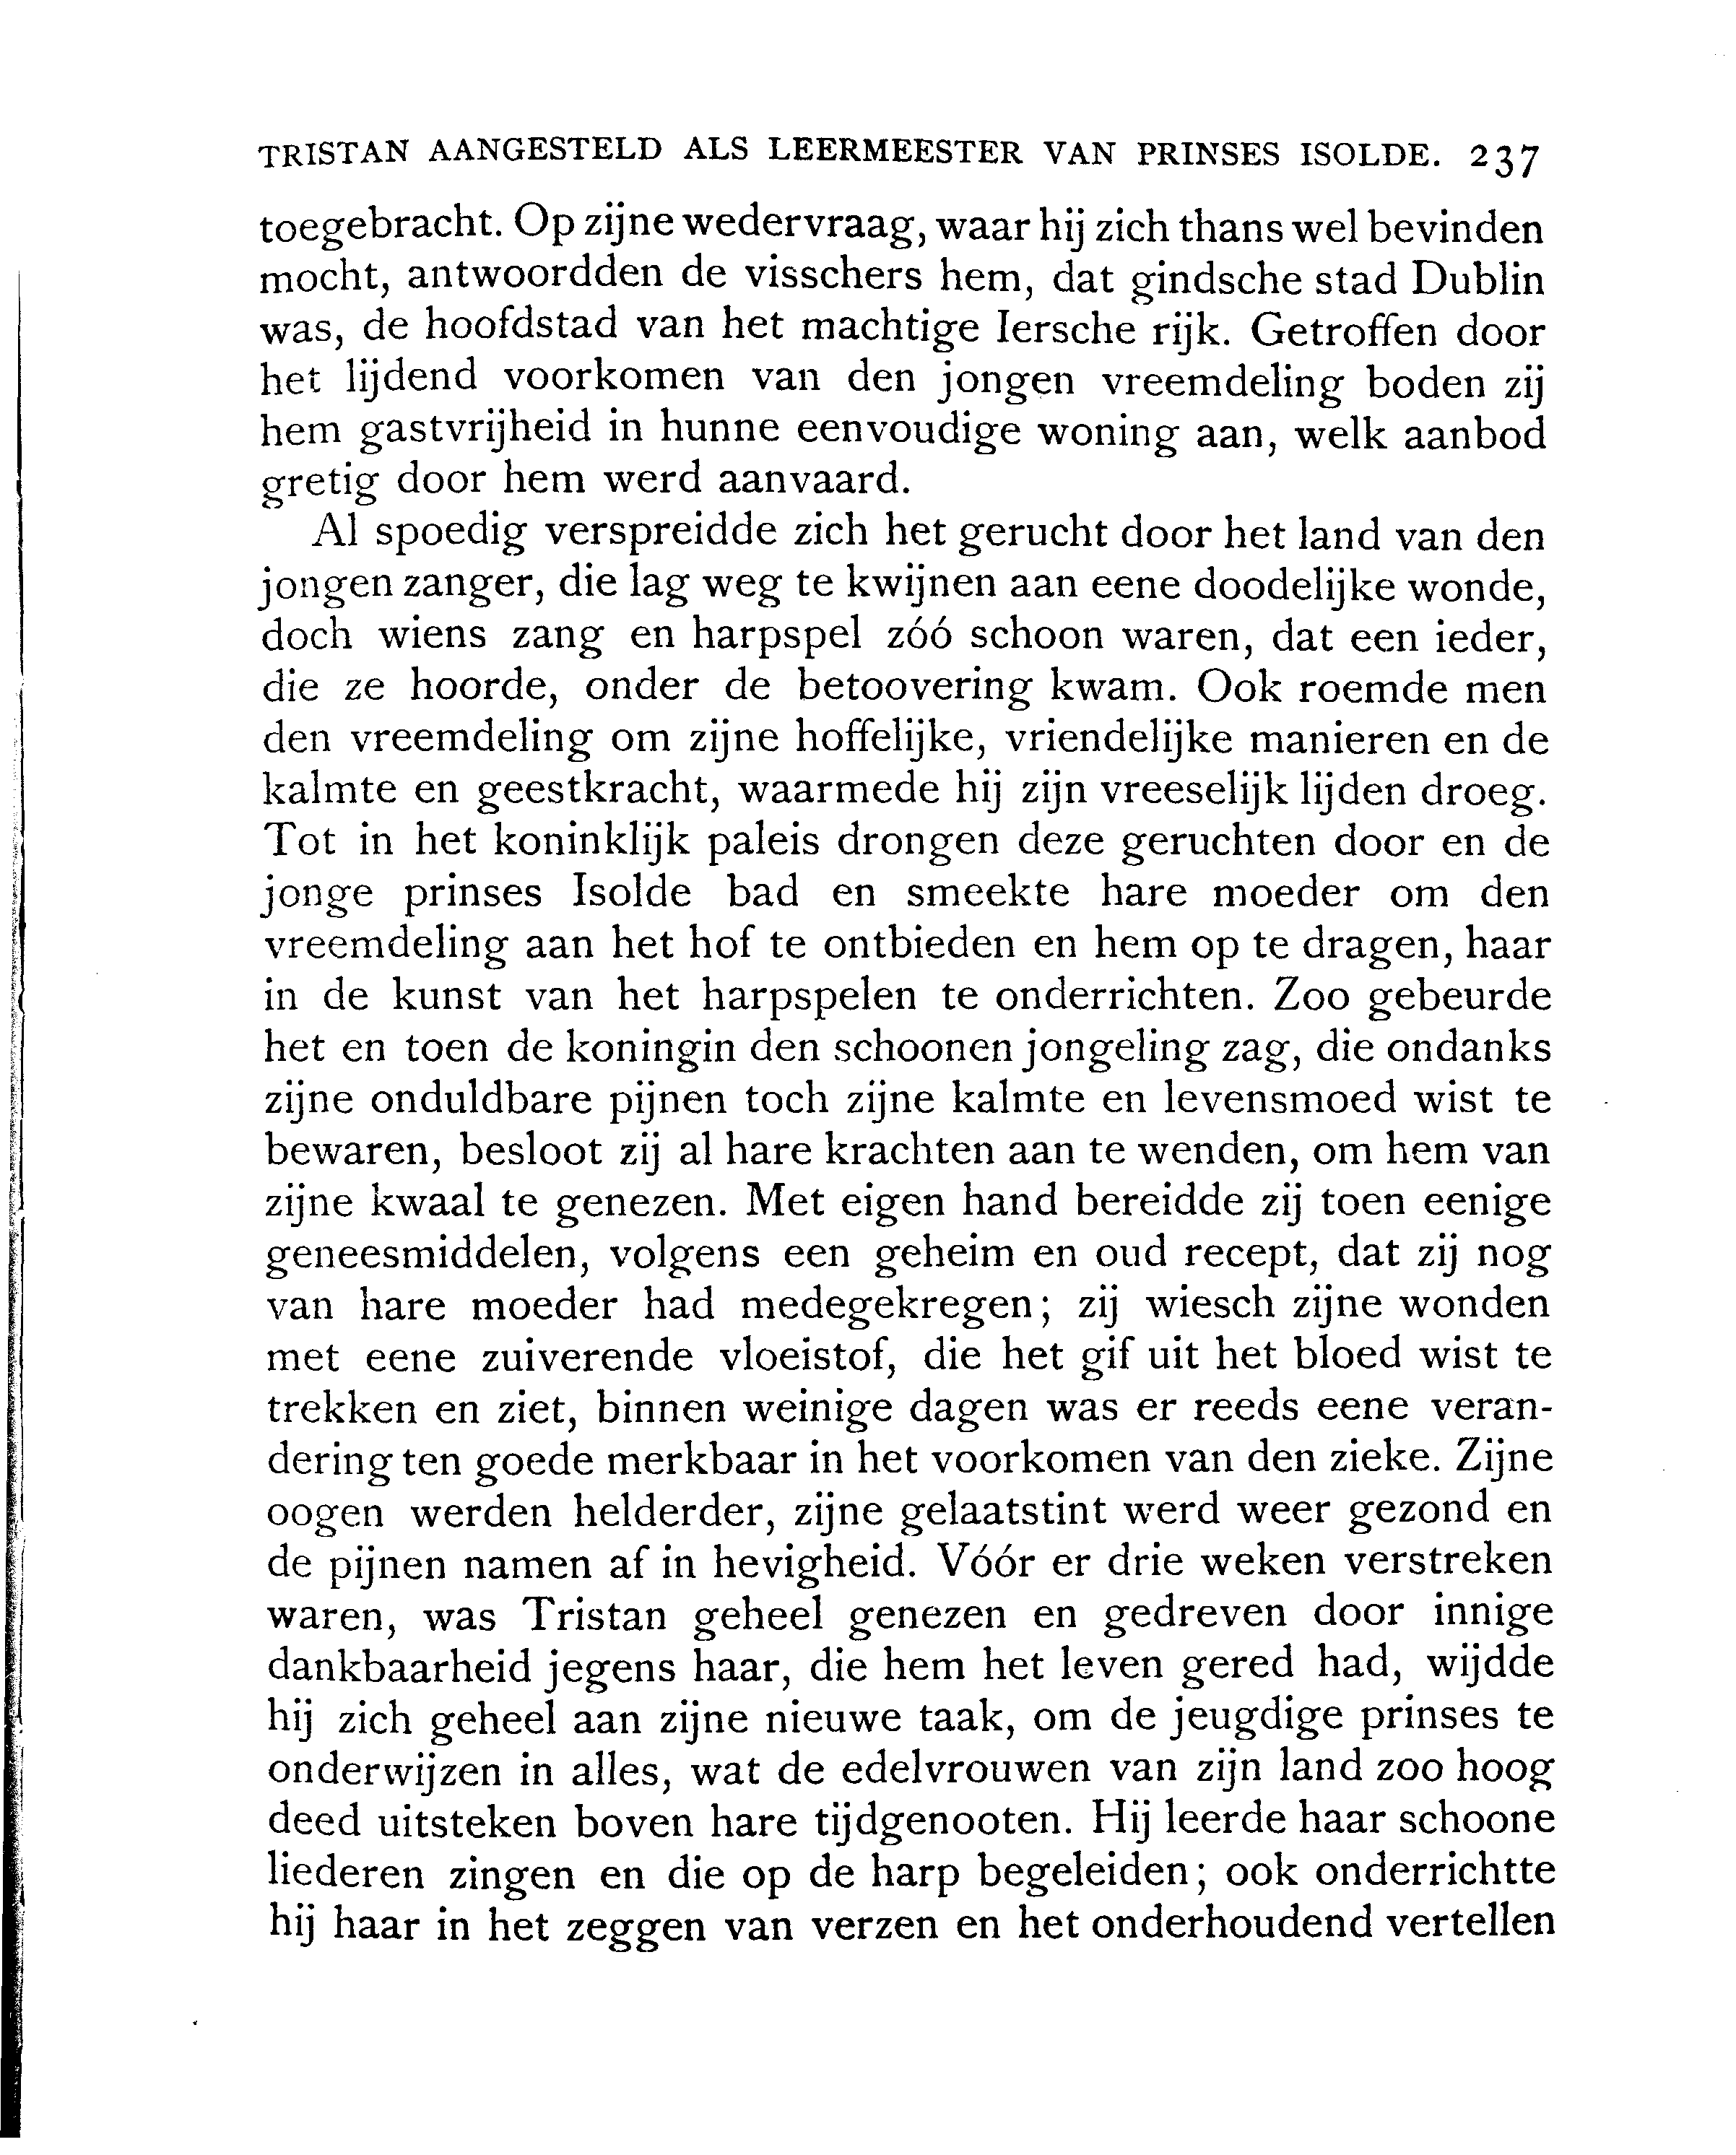 TRISTAN AANGESTELD ALS LEERMEESTER VAN PRINSES ISOLDE. 237
toegebracht. Op zijne wedervraag, waar hij zich thans wel bevinden
mocht, antwoordden de visschers hem, dat gindsche stad Dublin
was, de hoofdstad van het machtige Iersche rijk. Getroffen door
het lijdend voorkomen van den jongen vreemdeling boden zij
hem gastvrijheid in hunne eenvoudige woning aan, welk aanbod
gretig door hem werd aanvaard.
Al spoedig verspreidde zich het gerucht door het land van den
jongen zanger, die lag weg te kwijnen aan eene doodelijke wonde,
doch wiens zang en harpspel zóó schoon waren, dat een ieder,
die ze hoorde, onder de betoovering kwam. Ook roemde men
den vreemdeling om zijne hoffelijke, vriendelijke manieren en de
kalmte en geestkracht, waarmede hij zijn vreeselijk lijden droeg.
Tot in het koninklijk paleis drongen deze geruchten door en de
jonge prinses Isolde bad en smeekte hare moeder om den
vreemdeling aan het hof te ontbieden en hem op te dragen, haar
in de kunst van het harpspelen te onderrichten. Zoo gebeurde
het en toen de koningin den schoonen jongeling zag, die ondanks
zijne onduldbare pijnen toch zijne kalmte en levensmoed wist te
bewaren, besloot zij al hare krachten aan te wenden, om hem van
zijne kwaal te genezen. Met eigen hand bereidde zij toen eenige
geneesmiddelen, volgens een geheim en oud recept, dat zij nog
van hare moeder had medegekregen; zij wiesch zijne wonden
met eene zuiverende vloeistof, die het gif uit het bloed wist te
trekken en ziet, binnen weinige dagen was er reeds eene veran-
dering ten goede merkbaar in het voorkomen van den zieke. Zijne
oogen werden helderder, zijne gelaatstint werd weer gezond en
de pijnen namen af in hevigheid. Vóór er drie weken verstreken
waren, was Tristan geheel genezen en gedreven door innige
dankbaarheid jegens haar, die hem het leven gered had, wijdde
hij zich geheel aan zijne nieuwe taak, om de jeugdige prinses te
onderwijzen in alles, wat de edelvrouwen van zijn land zoo hoog
deed uitsteken boven hare tijdgenooten. Hij leerde haar schoone
liederen zingen en die op de harp begeleiden; ook onderrichtte
hij haar in het zeggen van verzen en het onderhoudend vertellen